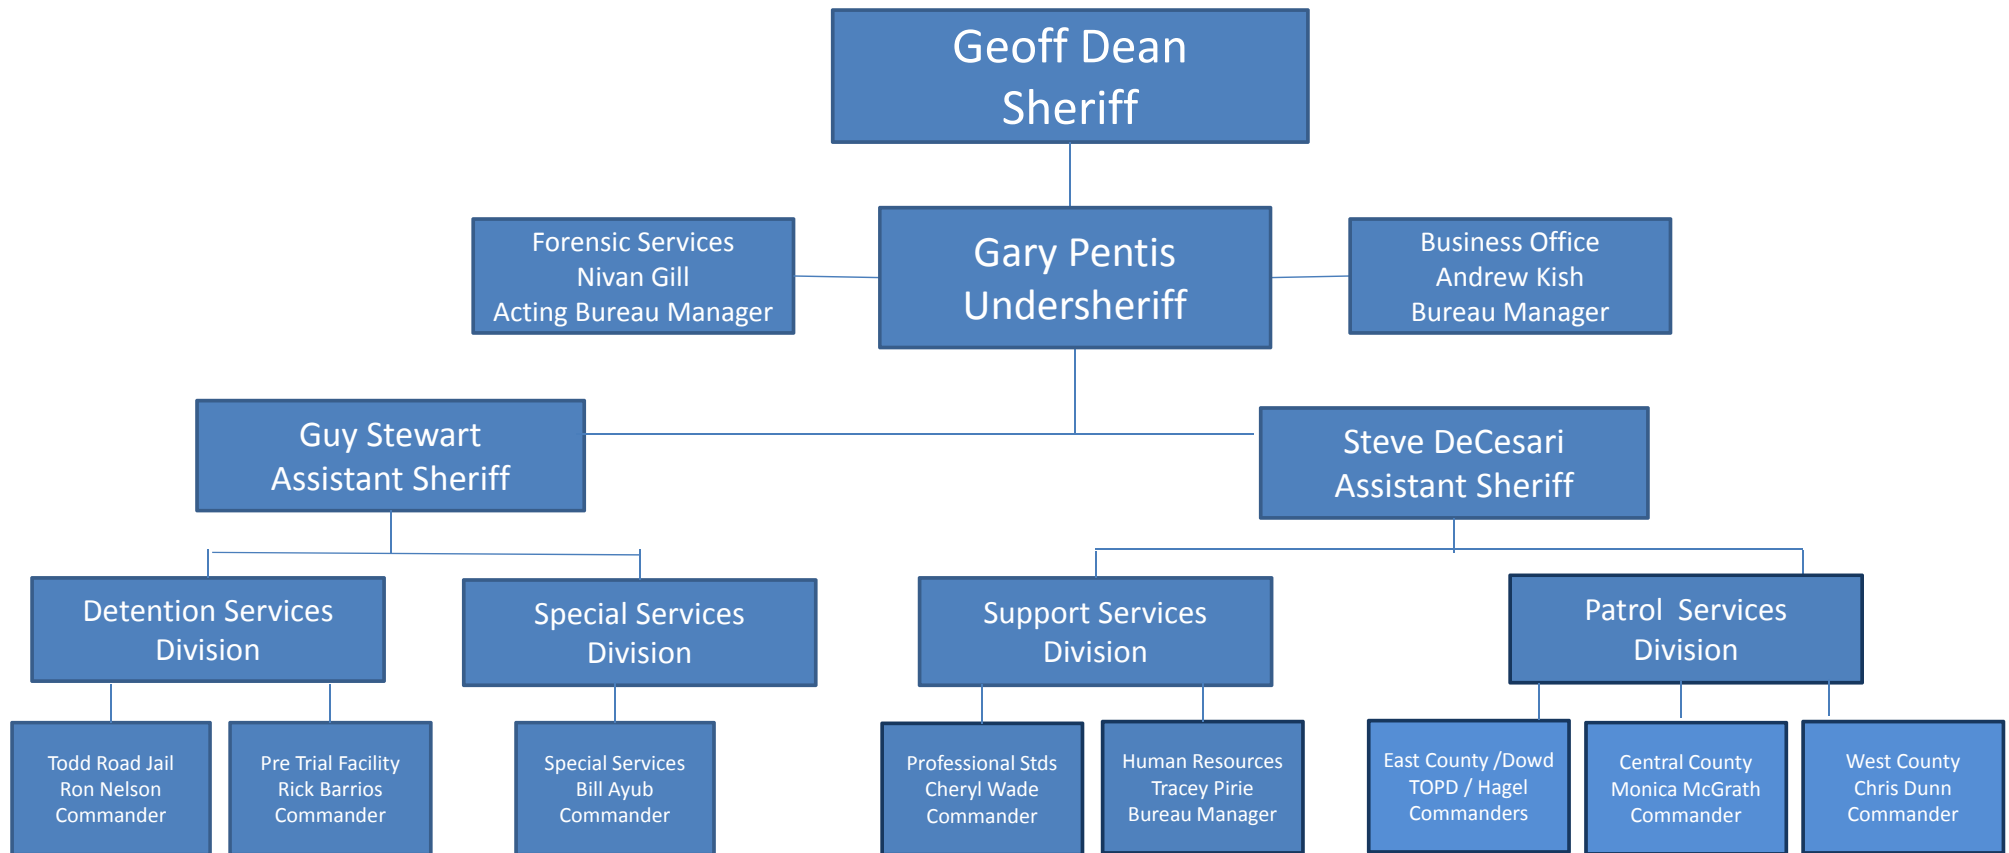 Geoff Dean
Sheriff
Forensic Services
Nivan Gill
Acting Bureau Manager
Gary Pentis
Undersheriff
Business Office
Andrew Kish
Bureau Manager
Guy Stewart
Assistant Sheriff
Steve DeCesari
Assistant Sheriff
Detention Services
Division
Special Services
Division
Support Services
Division
Patrol  Services
Division
Todd Road Jail
Ron Nelson
Commander
Pre Trial Facility
Rick Barrios
Commander
Special Services
Bill Ayub
Commander
Professional Stds
Cheryl Wade
Commander
Human Resources
Tracey Pirie
Bureau Manager
East County /Dowd
TOPD / Hagel
Commanders
Central County
Monica McGrath
Commander
West County
Chris Dunn
Commander